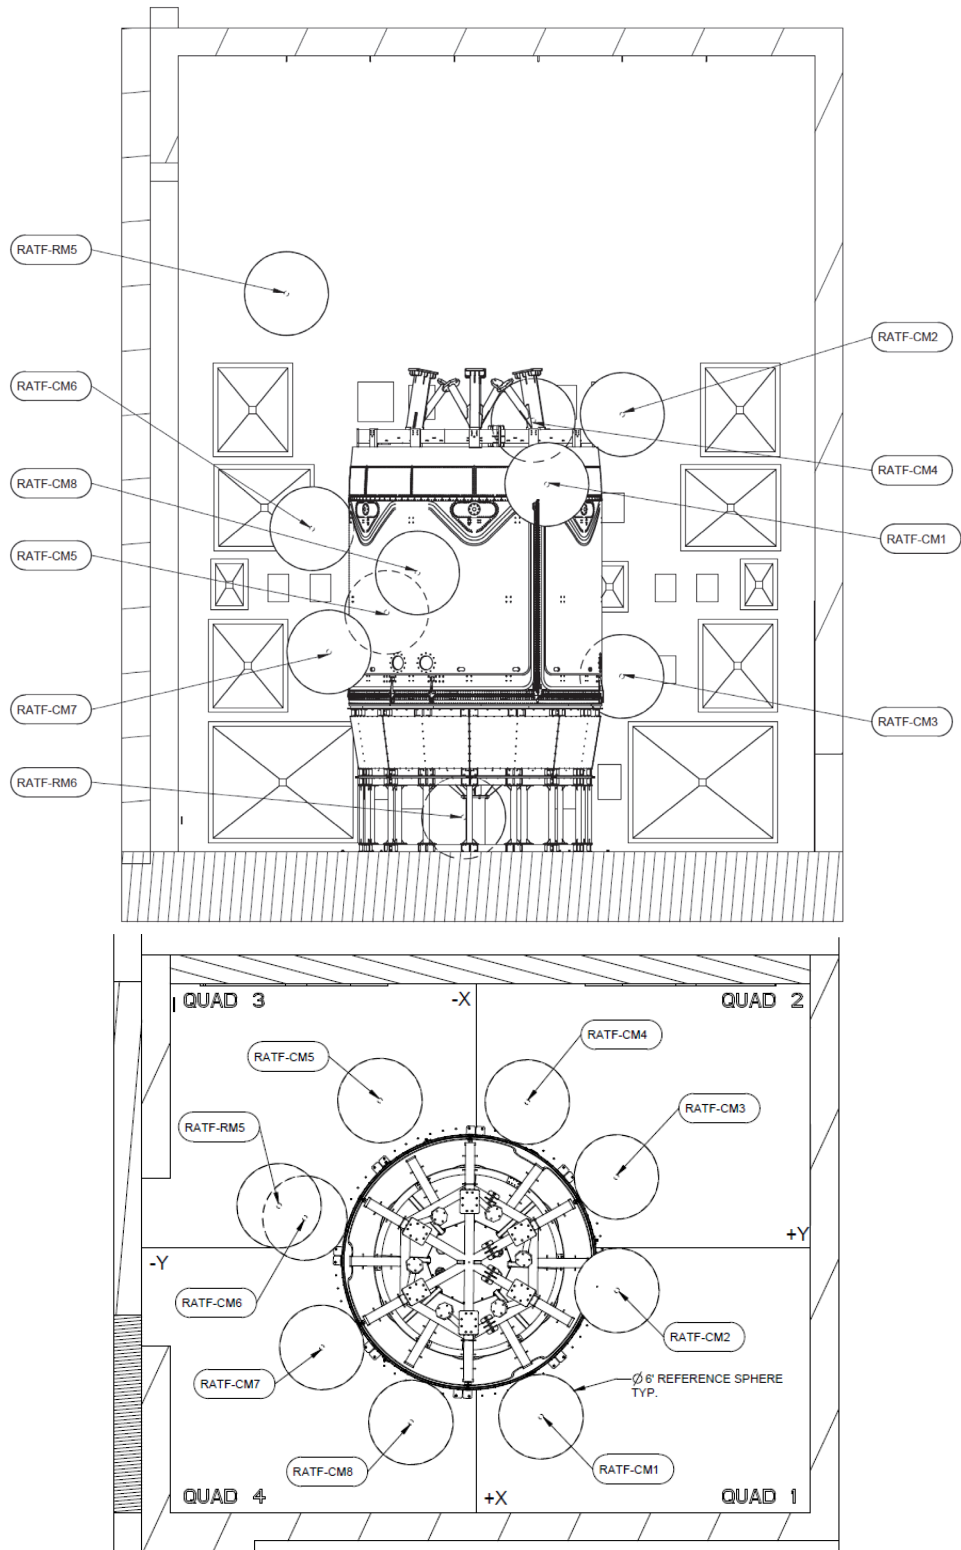 RATF-RM5
RATF-CM2
RATF-CM6
RATF-CM4
RATF-CM8
RATF-CM1
RATF-CM5
RATF-CM7
RATF-CM3
RATF-RM6
QUAD 3
-X
QUAD 2
RATF-CM4
RATF-CM5
RATF-CM3
RATF-RM5
+Y
-Y
RATF-CM6
RATF-CM2
RATF-CM7
Ø 6' REFERENCE SPHERE
TYP.
RATF-CM8
RATF-CM1
QUAD 4
+X
QUAD 1